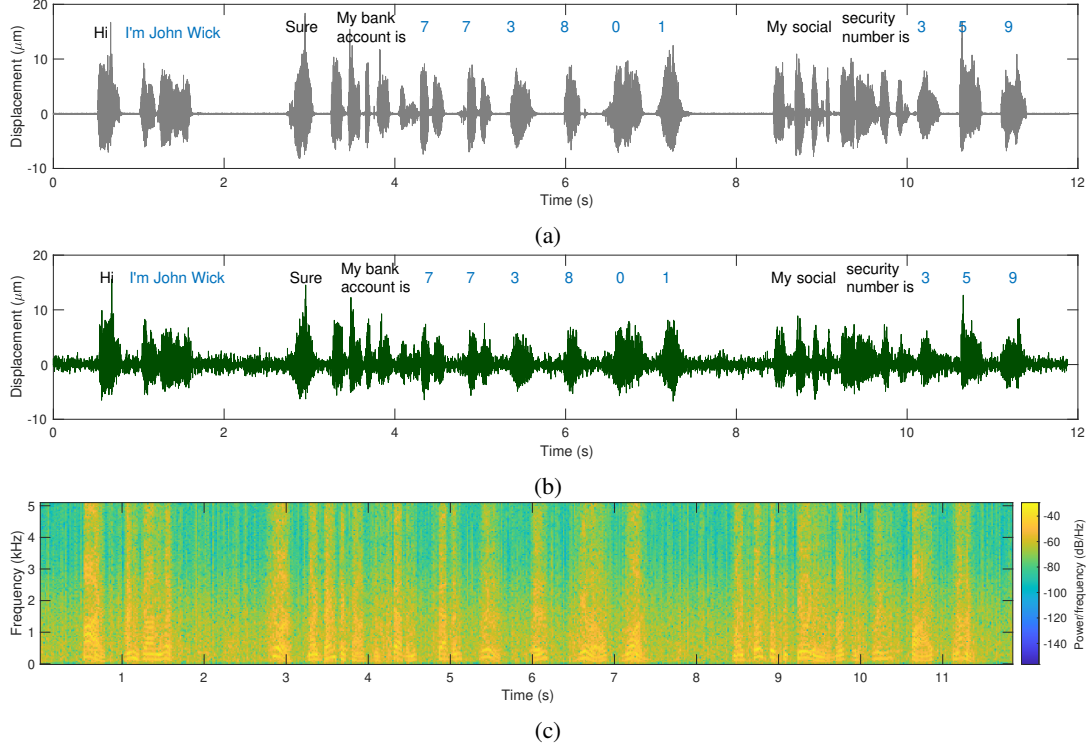 20
10
0
-10
Displacement (μm)
Hi I'm John Wick Sure My bank account is 7 7 3 8 0 1 My social security number is 3 5 9
0 2 4 6 8 10 12
Time (s)
(a)
20
10
0
-10
Displacement (μm)
Hi I'm John Wick Sure My bank account is 7 7 3 8 0 1 My social security number is 3 5 9
0 2 4 6 8 10 12
Time (s)
(b)
5
4
3
2
1
0
Frequency (kHz)
1 2 3 4 5 6 7 8 9 10 11
Time (s)
-40
-60
-80
-100
-120
-140
Power/frequency (dB/Hz)
(c)